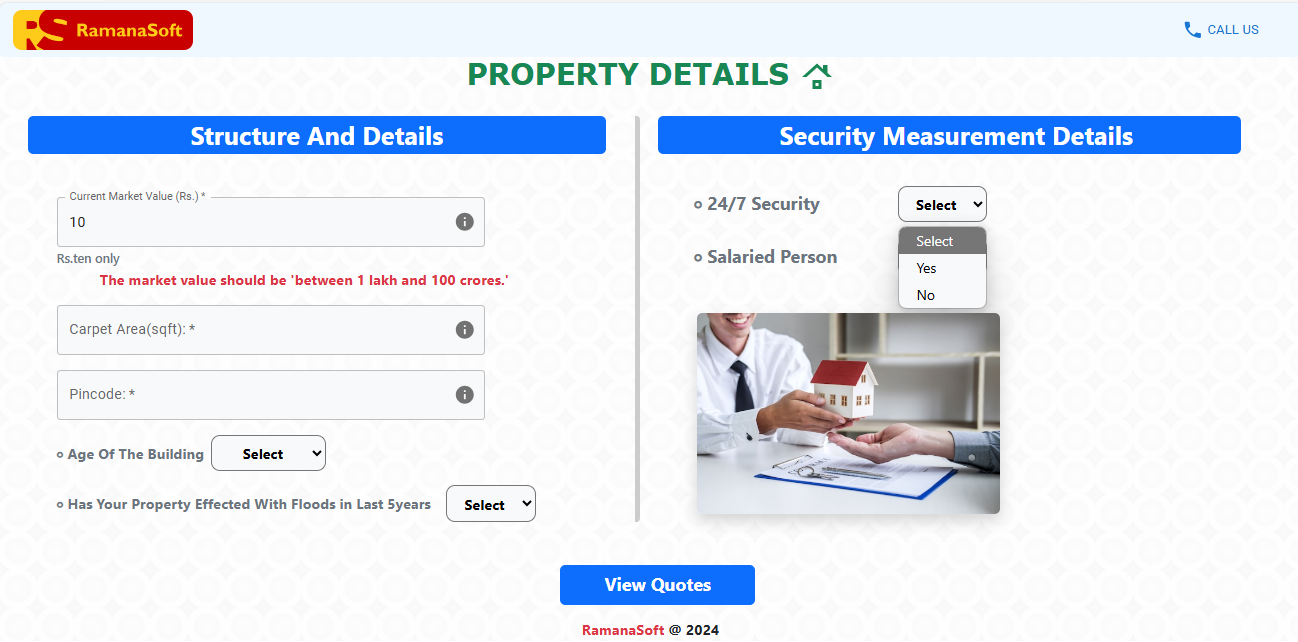 RS RamanaSoft
CALL US
PROPERTY DETAILS
Structure And Details
Current Market Value (Rs.) *
10
Rs.ten only
The market value should be 'between 1 lakh and 100 crores.'
Carpet Area(sqft): *
Pincode: *
Age Of The Building Select
Has Your Property Effected With Floods in Last 5years Select
Security Measurement Details
24/7 Security Select
Select
Yes
No
Salaried Person
View Quotes
RamanaSoft @ 2024